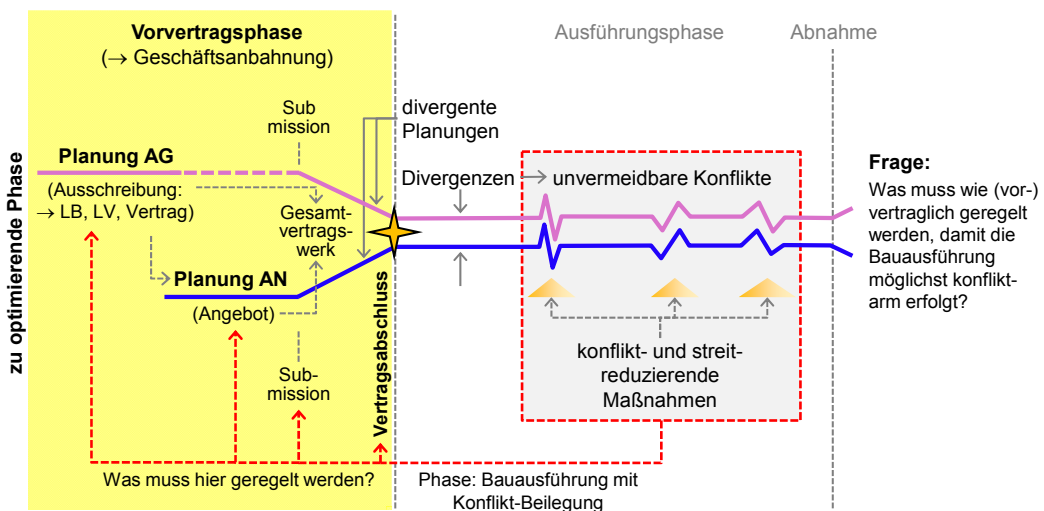 Vorvertragsphase
(→ Geschäftsanbahnung)
Ausführungsphase
Abnahme
zu optimierende Phase
Sub
mission
divergente
Planungen
Planung AG
(Ausschreibung:
→ LB, LV, Vertrag)
Gesamt-
vertrags-
werk
Divergenzen
unvermeidbare Konflikte
Planung AN
(Angebot)
Sub-
mission
Vertragsabschluss
konflikt- und streit-
reduzierende
Maßnahmen
Frage:
Was muss wie (vor-)
vertraglich geregelt
werden, damit die
Bauausführung
möglichst konflikt-
arm erfolgt?
Was muss hier geregelt werden?
Phase: Bauausführung mit
Konflikt-Beilegung